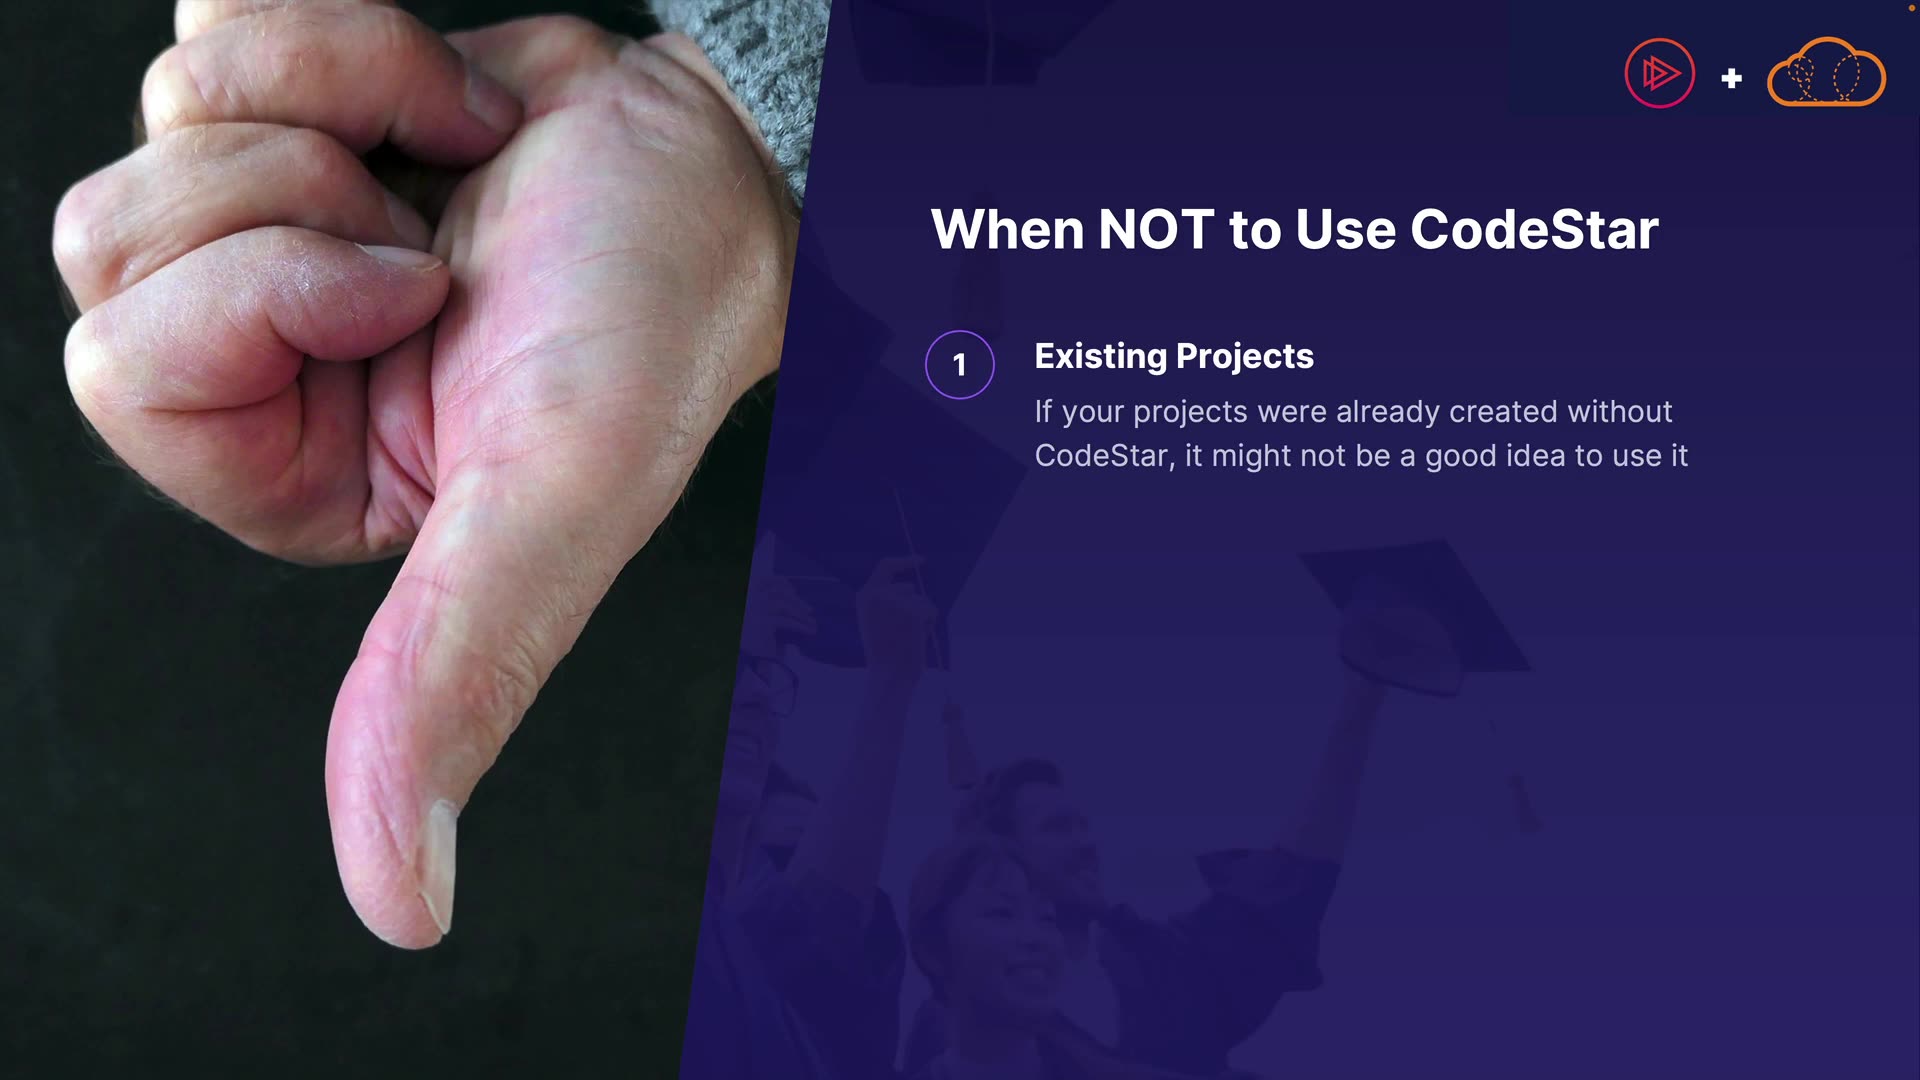 When NOT to Use CodeStar
1
Existing Projects
If your projects were already created without
CodeStar, it might not be a good idea to use it